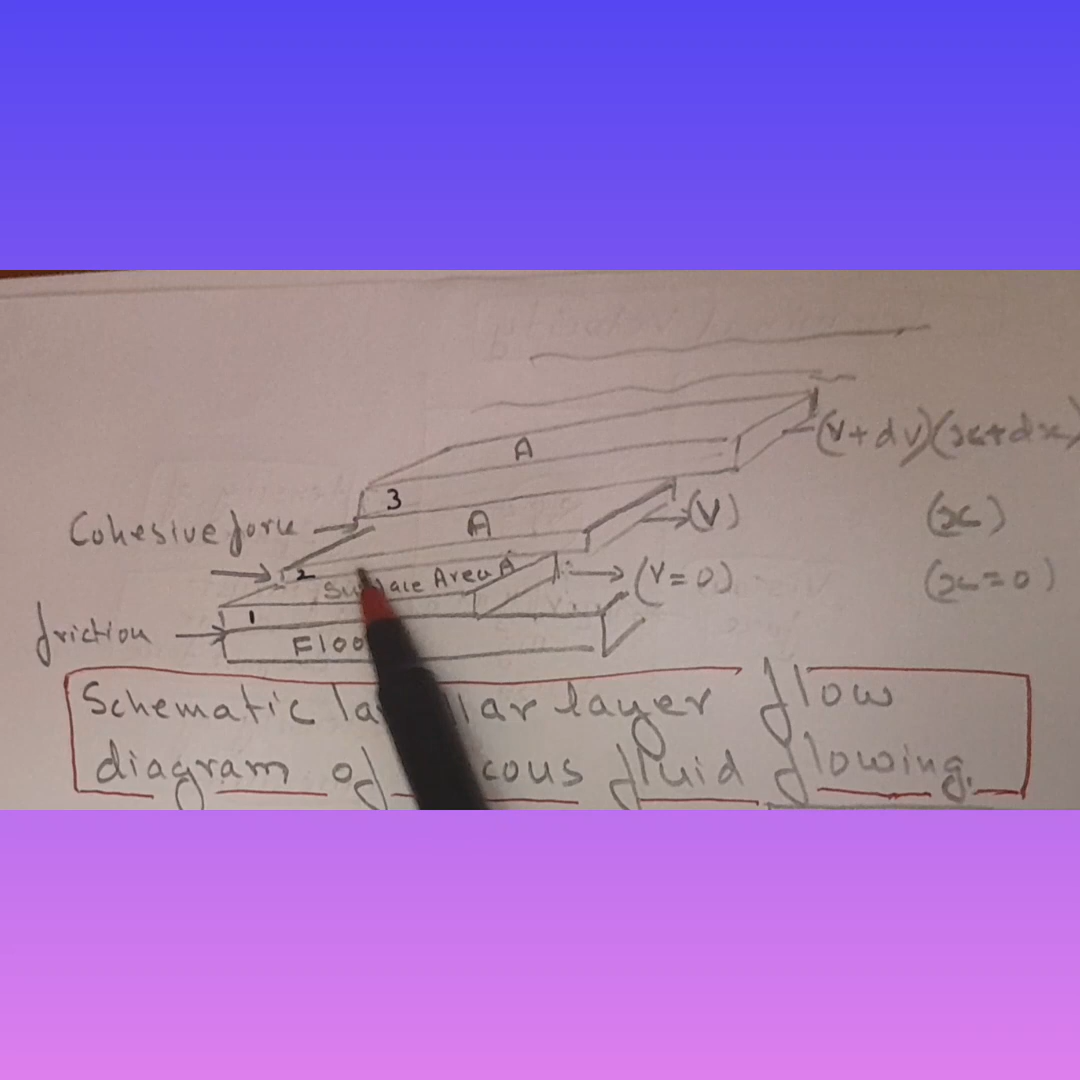 A (v+dv)(x+dx)
3
Cohesive force A (v) (x)
2 Surface Area A (v=0) (x=0)
1
friction Floo
Schematic la lar layer flow
diagram of cous fluid flowing.